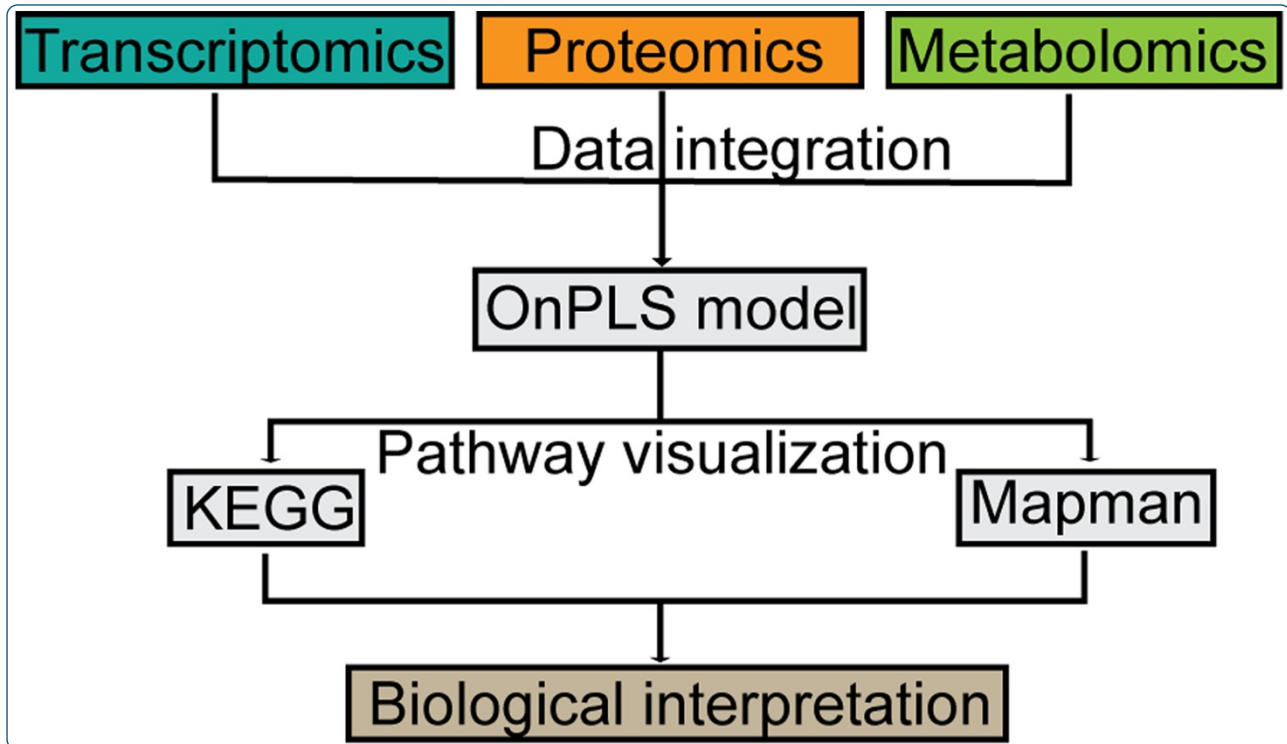 Transcriptomics
Proteomics
Metabolomics
Data integration
OnPLS model
Pathway visualization
KEGG
Mapman
Biological interpretation